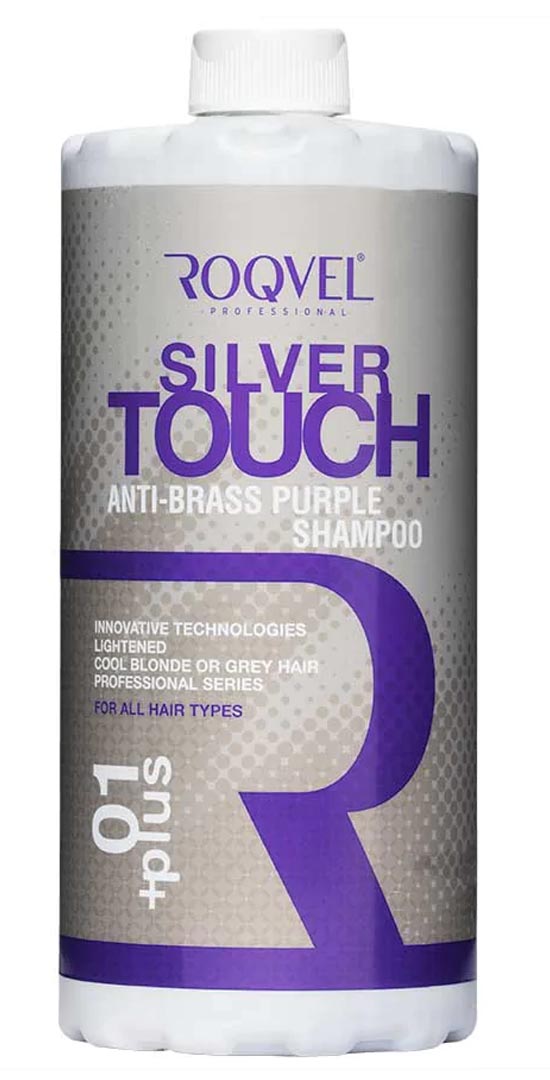 ROQVEL®
PROFESSIONAL
SILVER
TOUCH
ANTI-BRASS PURPLE
SHAMPOO
INNOVATIVE TECHNOLOGIES
LIGHTENED
COOL BLONDE OR GREY HAIR
PROFESSIONAL SERIES
FOR ALL HAIR TYPES
01
+plus
R